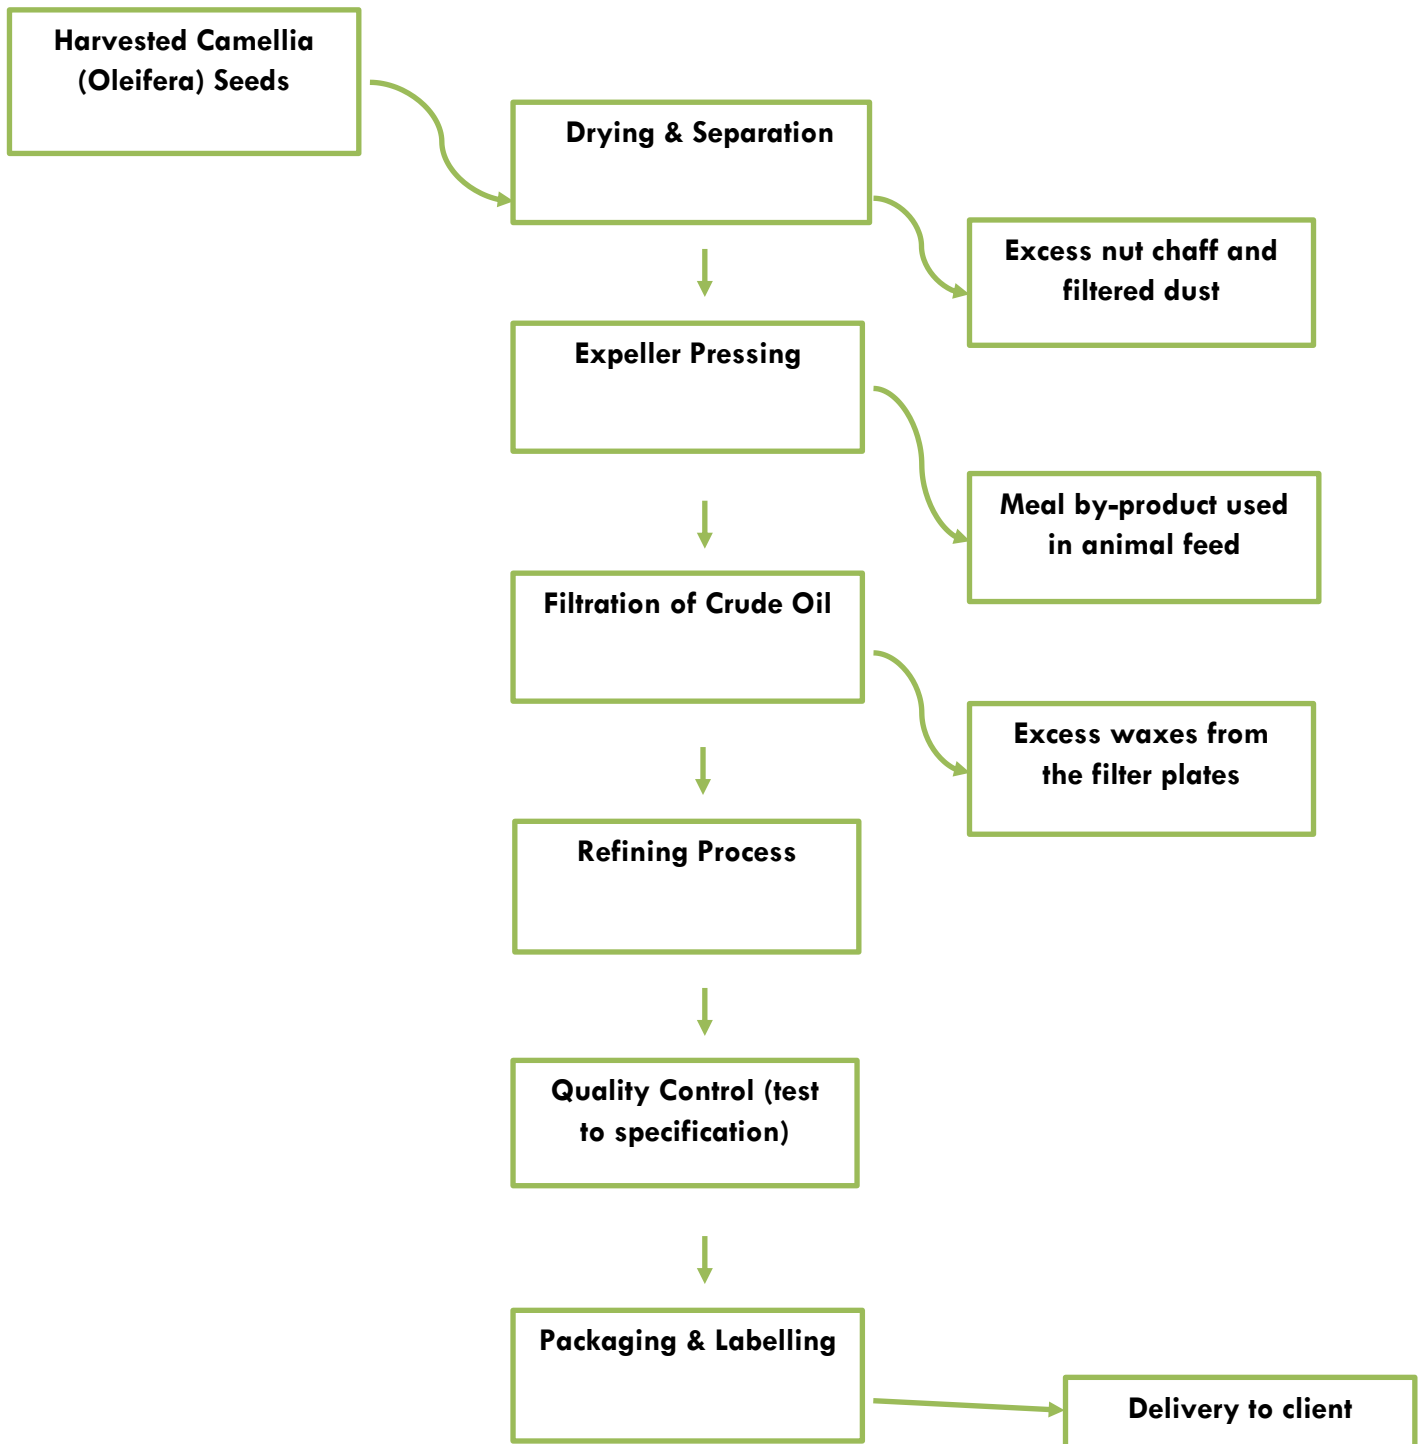 Harvested Camellia
(Oleifera) Seeds
Drying & Separation
Excess nut chaff and
filtered dust
Expeller Pressing
Meal by-product used
in animal feed
Filtration of Crude Oil
Excess waxes from
the filter plates
Refining Process
Quality Control (test
to specification)
Packaging & Labelling
Delivery to client